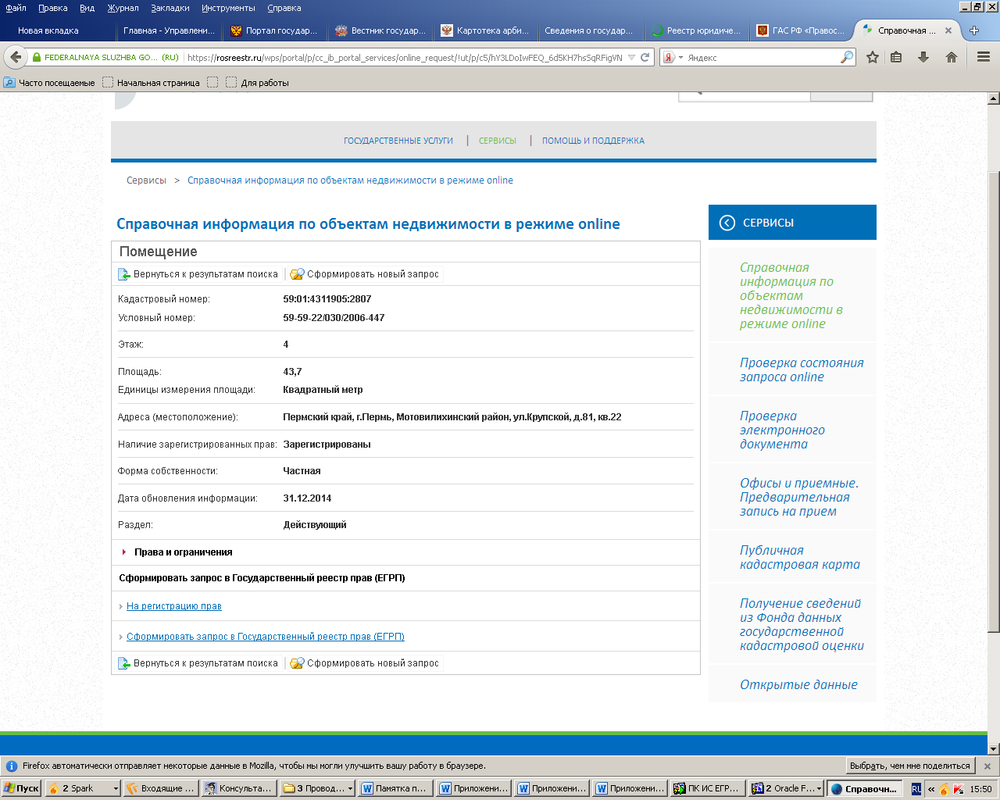 Файл Правка Вид Журнал Закладки Инструменты Справка
Новая вкладка
Главная - Управлени...
Портал государ...
Вестник государ...
Картотека арби...
Сведения о государ...
Реестр юридиче...
ГАС РФ «Правос...
Справочная ...
FEDERALNAYA SLUZHBA GO... (RU)
https://rosreestr.ru/wps/portal/p/cc_ib_portal_services/online_request/!ut/p/c5/hY3LDoIwFEQ_6d5KH7hsSqRFigVN
Яндекс
Часто посещаемые
Начальная страница
Для работы
ГОСУДАРСТВЕННЫЕ УСЛУГИ | СЕРВИСЫ | ПОМОЩЬ И ПОДДЕРЖКА
Сервисы > Справочная информация по объектам недвижимости в режиме online
Справочная информация по объектам недвижимости в режиме online
Помещение
Вернуться к результатам поиска
Сформировать новый запрос
Кадастровый номер: 59:01:4311905:2807
Условный номер: 59-59-22/030/2006-447
Этаж: 4
Площадь: 43,7
Единицы измерения площади: Квадратный метр
Адреса (местоположение): Пермский край, г.Пермь, Мотовилихинский район, ул.Крупской, д.81, кв.22
Наличие зарегистрированных прав: Зарегистрированы
Форма собственности: Частная
Дата обновления информации: 31.12.2014
Раздел: Действующий
Права и ограничения
Сформировать запрос в Государственный реестр прав (ЕГРП)
На регистрацию прав
Сформировать запрос в Государственный реестр прав (ЕГРП)
Вернуться к результатам поиска
Сформировать новый запрос
СЕРВИСЫ
Справочная
информация по
объектам
недвижимости в
режиме online
Проверка состояния
запроса online
Проверка
электронного
документа
Офисы и приемные.
Предварительная
запись на прием
Публичная
кадастровая карта
Получение сведений
из Фонда данных
государственной
кадастровой оценки
Открытые данные
Firefox автоматически отправляет некоторые данные в Mozilla, чтобы мы могли улучшить вашу работу в браузере.
Выбрать, чем мне поделиться
Пуск
2 Spark
Входящие ...
Консульта...
3 Провод...
Памятка п...
Приложени...
Приложени...
Приложени...
ПК ИС ЕГР...
2 Oracle F...
Справочн...
RL
«
15:50